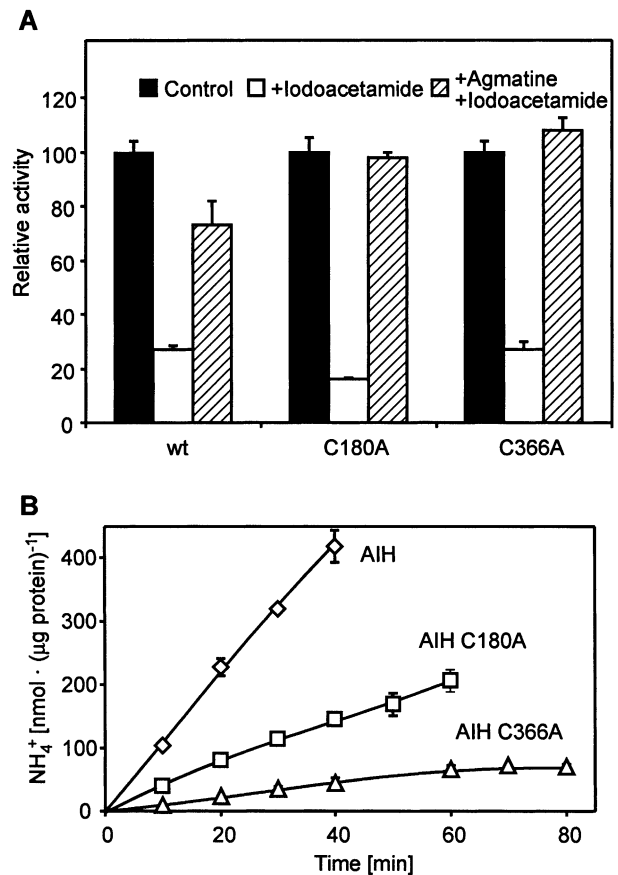 A
Control +Iodoacetamide +Agmatine
+Iodoacetamide
120
100
80
60
40
20
0
Relative activity
wt C180A C366A
B
AIH
AIH C180A
AIH C366A
400
300
200
100
0
NH₄⁺ [nmol · (μg protein)⁻¹]
0 20 40 60 80
Time [min]